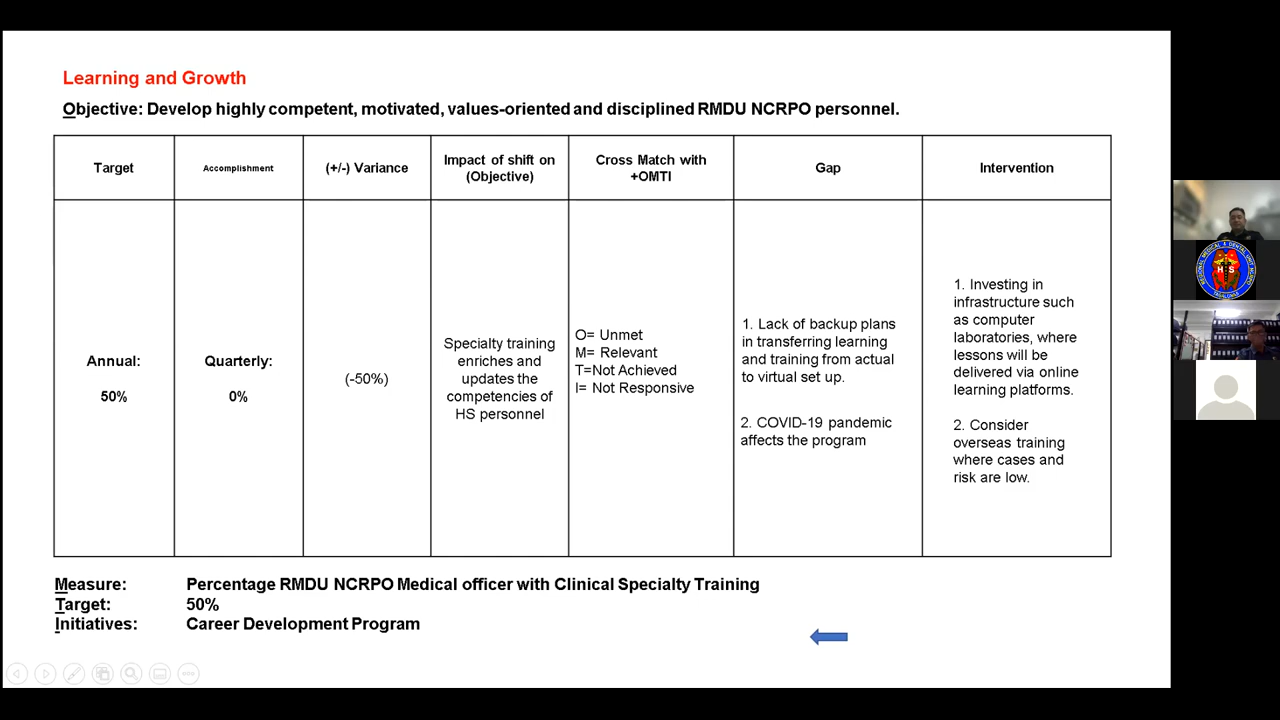 Learning and Growth
Objective: Develop highly competent, motivated, values-oriented and disciplined RMDU NCRPO personnel.
Target
Accomplishment
(+/-) Variance
Impact of shift on
(Objective)
Cross Match with
+OMTI
Gap
Intervention
Annual:
50%
Quarterly:
0%
(-50%)
Specialty training
enriches and
updates the
competencies of
HS personnel
O= Unmet
M= Relevant
T=Not Achieved
I= Not Responsive
1. Lack of backup plans
in transferring learning
and training from actual
to virtual set up.
2. COVID-19 pandemic
affects the program
1. Investing in
infrastructure such
as computer
laboratories, where
lessons will be
delivered via online
learning platforms.
2. Consider
overseas training
where cases and
risk are low.
Measure: Percentage RMDU NCRPO Medical officer with Clinical Specialty Training
Target: 50%
Initiatives: Career Development Program
REGIONAL MEDICAL & DENTAL UNIT NCRPO